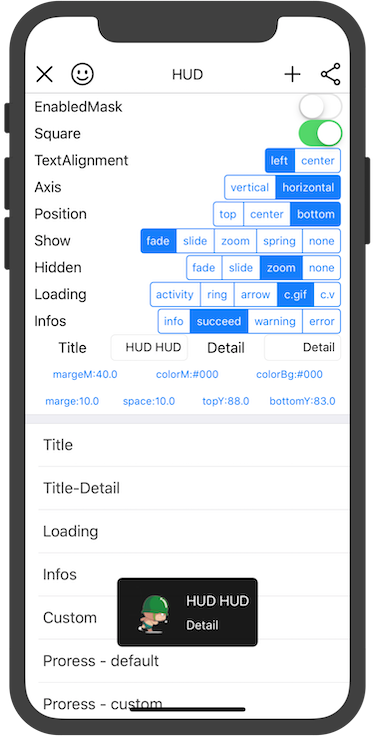 HUD
EnabledMask
Square
TextAlignment left center
Axis vertical horizontal
Position top center bottom
Show fade slide zoom spring none
Hidden fade slide zoom none
Loading activity ring arrow c.gif c.v
Infos info succeed warning error
Title HUD HUD Detail Detail
margeM:40.0 colorM:#000 colorBg:#000
marge:10.0 space:10.0 topY:88.0 bottomY:83.0
Title
Title-Detail
Loading
Infos
HUD HUD
Custom
Detail
Proress - default
Proress - custom